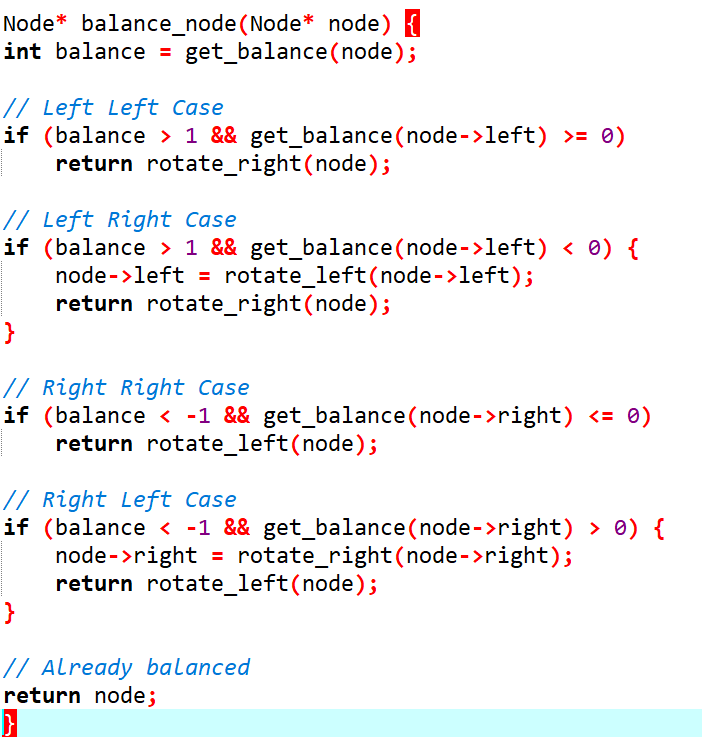 Node* balance_node(Node* node) {
int balance = get_balance(node);

// Left Left Case
if (balance > 1 && get_balance(node->left) >= 0)
    return rotate_right(node);

// Left Right Case
if (balance > 1 && get_balance(node->left) < 0) {
    node->left = rotate_left(node->left);
    return rotate_right(node);
}

// Right Right Case
if (balance < -1 && get_balance(node->right) <= 0)
    return rotate_left(node);

// Right Left Case
if (balance < -1 && get_balance(node->right) > 0) {
    node->right = rotate_right(node->right);
    return rotate_left(node);
}

// Already balanced
return node;
}